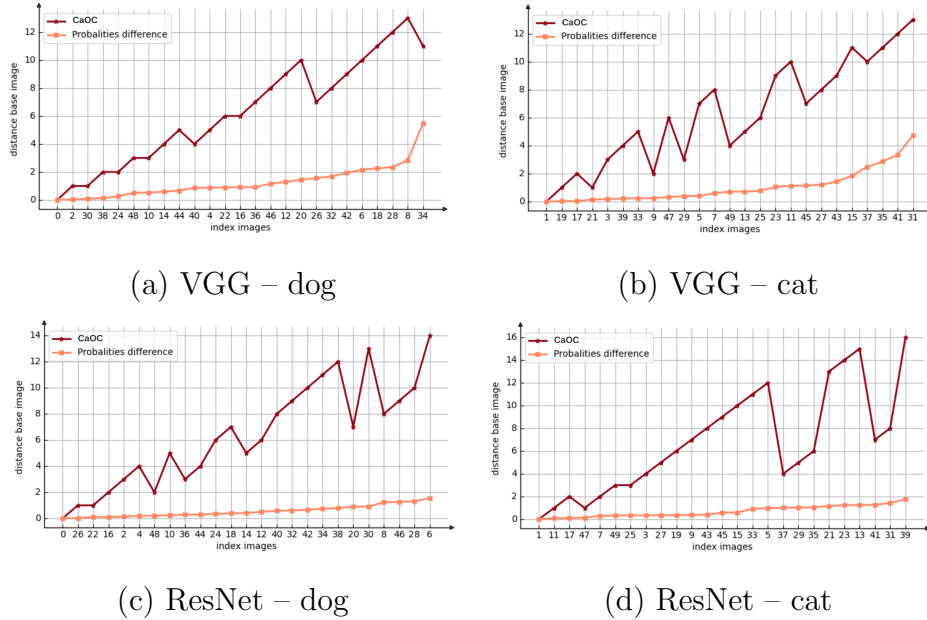 CaOC
Probalities difference
distance base image
12
10
8
6
4
2
0
0 2 30 38 24 48 10 14 44 40 4 22 16 36 46 12 20 26 32 42 6 18 28 8 34
index images
(a) VGG – dog
CaOC
Probalities difference
distance base image
12
10
8
6
4
2
0
1 19 17 21 3 39 33 9 47 29 5 7 49 13 25 23 11 45 27 43 15 37 35 41 31
index images
(b) VGG – cat
CaOC
Probalities difference
distance base image
14
12
10
8
6
4
2
0
0 26 22 16 2 4 48 10 36 44 24 18 14 12 40 32 42 34 38 20 30 8 46 28 6
index images
(c) ResNet – dog
CaOC
Probalities difference
distance base image
16
14
12
10
8
6
4
2
0
1 11 17 47 7 49 25 3 27 19 9 43 45 15 33 5 37 29 35 21 23 13 41 31 39
index images
(d) ResNet – cat